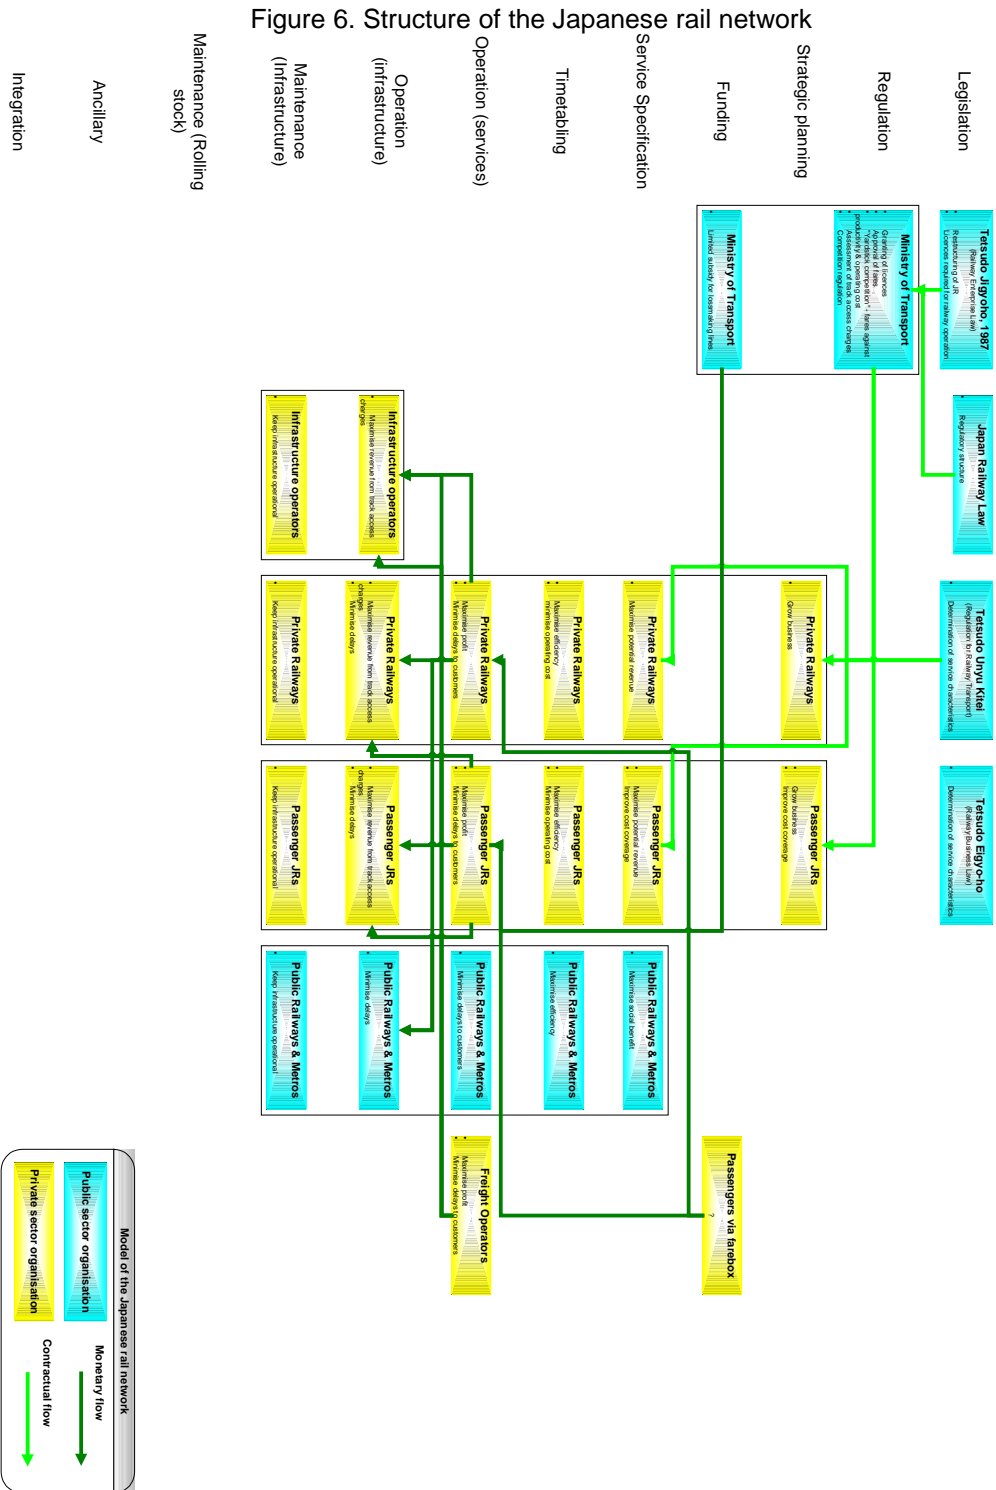 Figure 6. Structure of the Japanese rail network
Legislation
Regulation
Strategic planning
Funding
Service Specification
Timetabling
Operation (services)
Operation
(infrastructure)
Maintenance
(Infrastructure)
Maintenance (Rolling
stock)
Ancillary
Integration
Tetsudo Jigyoho, 1987
(Railway Enterprise Law)
• Restructuring of JR
• Licences required for railway operation
Japan Railway Law
• Regulatory structure
Tetsudo Unyu Kitei
(Regulation for Railway Transport)
• Determination of service characteristics
Tetsudo Eigyo-ho
(Railway Business Law)
• Determination of service characteristics
Ministry of Transport
• Granting of licences
• Approval of fares
• "Yardstick competition" - fares against
productivity & operating cost
• Assessment of track access charges
• Competition regulation
Private Railways
• Grow business
Passenger JRs
• Grow business
• Improve cost coverage
Ministry of Transport
• Limited subsidy for lossmaking lines
Passengers via farebox
• ?
Private Railways
• Maximise potential revenue
Passenger JRs
• Maximise potential revenue
• Improve cost coverage
Public Railways & Metros
• Maximise social benefit
Private Railways
• Maximise efficiency
• minimise operating cost
Passenger JRs
• Maximise efficiency
• Minimise operating cost
Public Railways & Metros
• Maximise efficiency
Private Railways
• Maximise profit
• Minimise delays to customers
Passenger JRs
• Maximise profit
• Minimise delays to customers
Public Railways & Metros
• Minimise delays to customers
Freight Operators
• Maximise profit
• Minimise delays to customers
Infrastructure operators
• Maximise revenue from track access
charges
Private Railways
• Maximise revenue from track access
charges
• Minimise delays
Passenger JRs
• Maximise revenue from track access
charges
• Minimise delays
Public Railways & Metros
• Minimise delays
Infrastructure operators
• Keep infrastructure operational
Private Railways
• Keep infrastructure operational
Passenger JRs
• Keep infrastructure operational
Public Railways & Metros
• Keep infrastructure operational
Model of the Japanese rail network
Public sector organisation
Monetary flow
Private sector organisation
Contractual flow